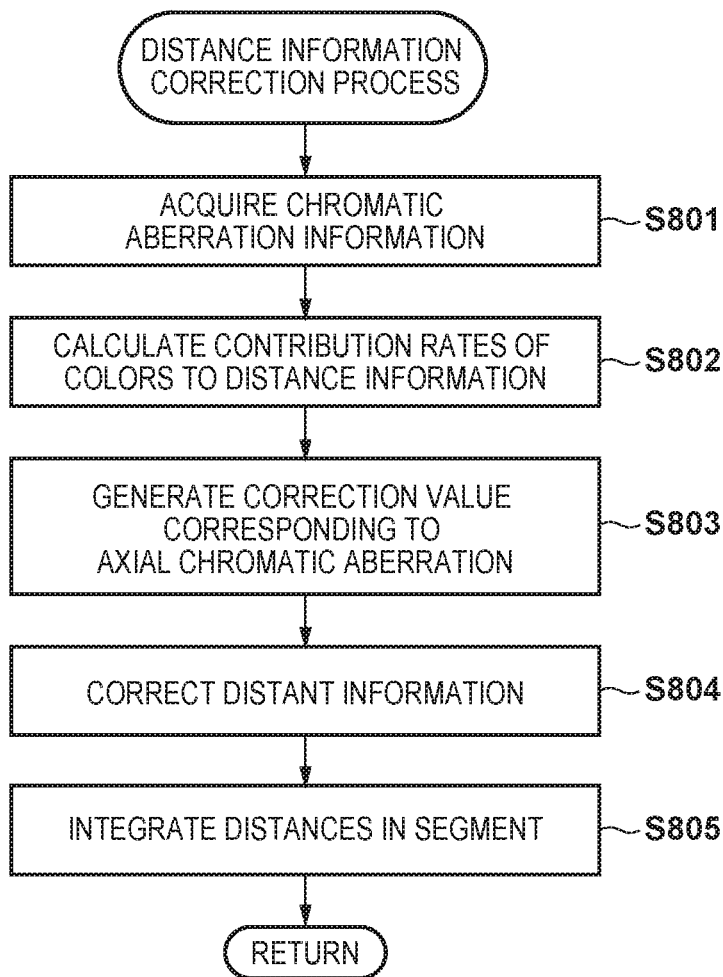 DISTANCE INFORMATION
CORRECTION PROCESS
ACQUIRE CHROMATIC
ABERRATION INFORMATION
S801
CALCULATE CONTRIBUTION RATES OF
COLORS TO DISTANCE INFORMATION
S802
GENERATE CORRECTION VALUE
CORRESPONDING TO
AXIAL CHROMATIC ABERRATION
S803
CORRECT DISTANT INFORMATION
S804
INTEGRATE DISTANCES IN SEGMENT
S805
RETURN